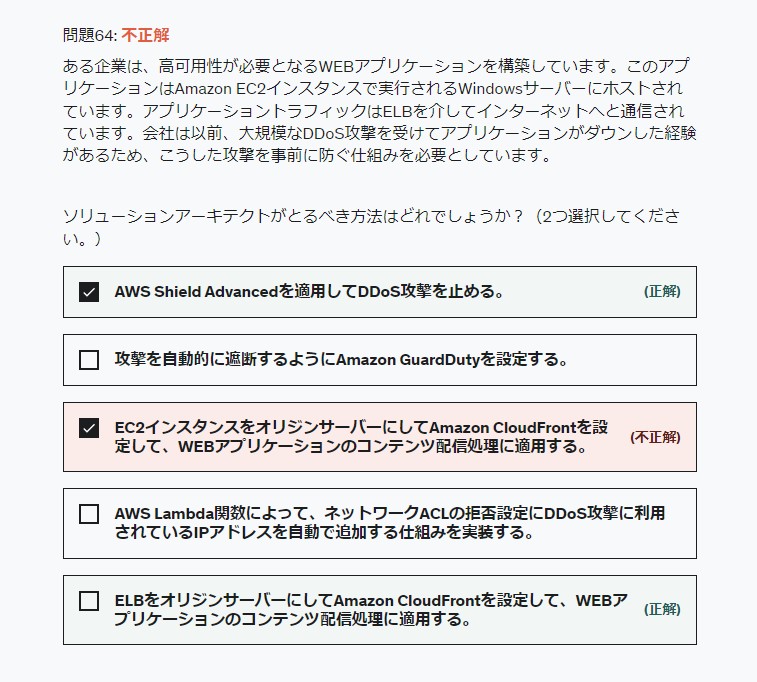 問題64: 不正解
ある企業は、高可用性が必要となるWEBアプリケーションを構築しています。このアプ
リケーションはAmazon EC2インスタンスで実行されるWindowsサーバーにホストされ
ています。アプリケーショントラフィックはELBを介してインターネットへと通信され
ています。会社は以前、大規模なDDoS攻撃を受けてアプリケーションがダウンした経験
があるため、こうした攻撃を事前に防ぐ仕組みを必要としています。
ソリューションアーキテクトがとるべき方法はどれでしょうか？（2つ選択してくださ
い。）
AWS Shield Advancedを適用してDDoS攻撃を止める。
(正解)
攻撃を自動的に遮断するようにAmazon GuardDutyを設定する。
EC2インスタンスをオリジンサーバーにしてAmazon CloudFrontを設
定して、WEBアプリケーションのコンテンツ配信処理に適用する。
(不正解)
AWS Lambda関数によって、ネットワークACLの拒否設定にDDoS攻撃に利用
されているIPアドレスを自動で追加する仕組みを実装する。
ELBをオリジンサーバーにしてAmazon CloudFrontを設定して、WEBア
プリケーションのコンテンツ配信処理に適用する。
(正解)